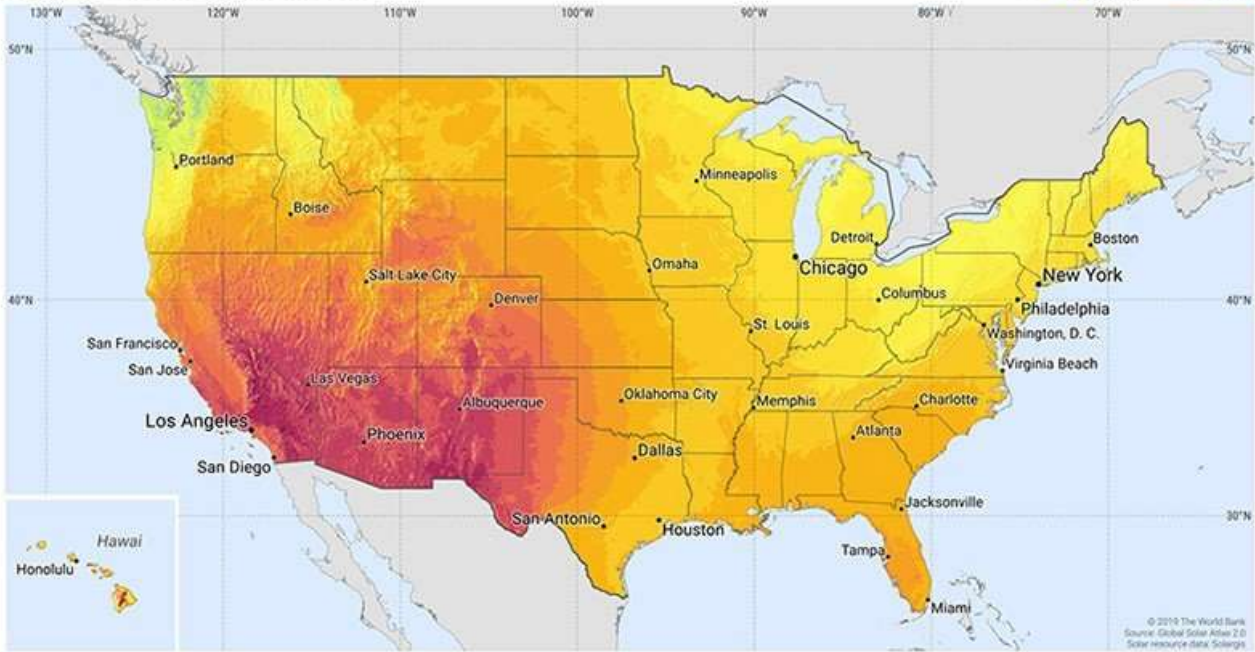 130°W
120°W
110°W
100°W
90°W
80°W
70°W
50°N
50°N
Portland
Minneapolis
Boise
Detroit
Boston
Salt Lake City
Omaha
Chicago
New York
40°N
Denver
Columbus
40°N
Philadelphia
St. Louis
Washington, D. C.
San Francisco
San Jose
Virginia Beach
Las Vegas
Albuquerque
Oklahoma City
Memphis
Charlotte
Los Angeles
Phoenix
Atlanta
Dallas
San Diego
Jacksonville
San Antonio
Houston
30°N
Hawai
Honolulu
Tampa
Miami
© 2019 The World Bank
Source: Global Solar Atlas 2.0
Solar resource data: Solargis